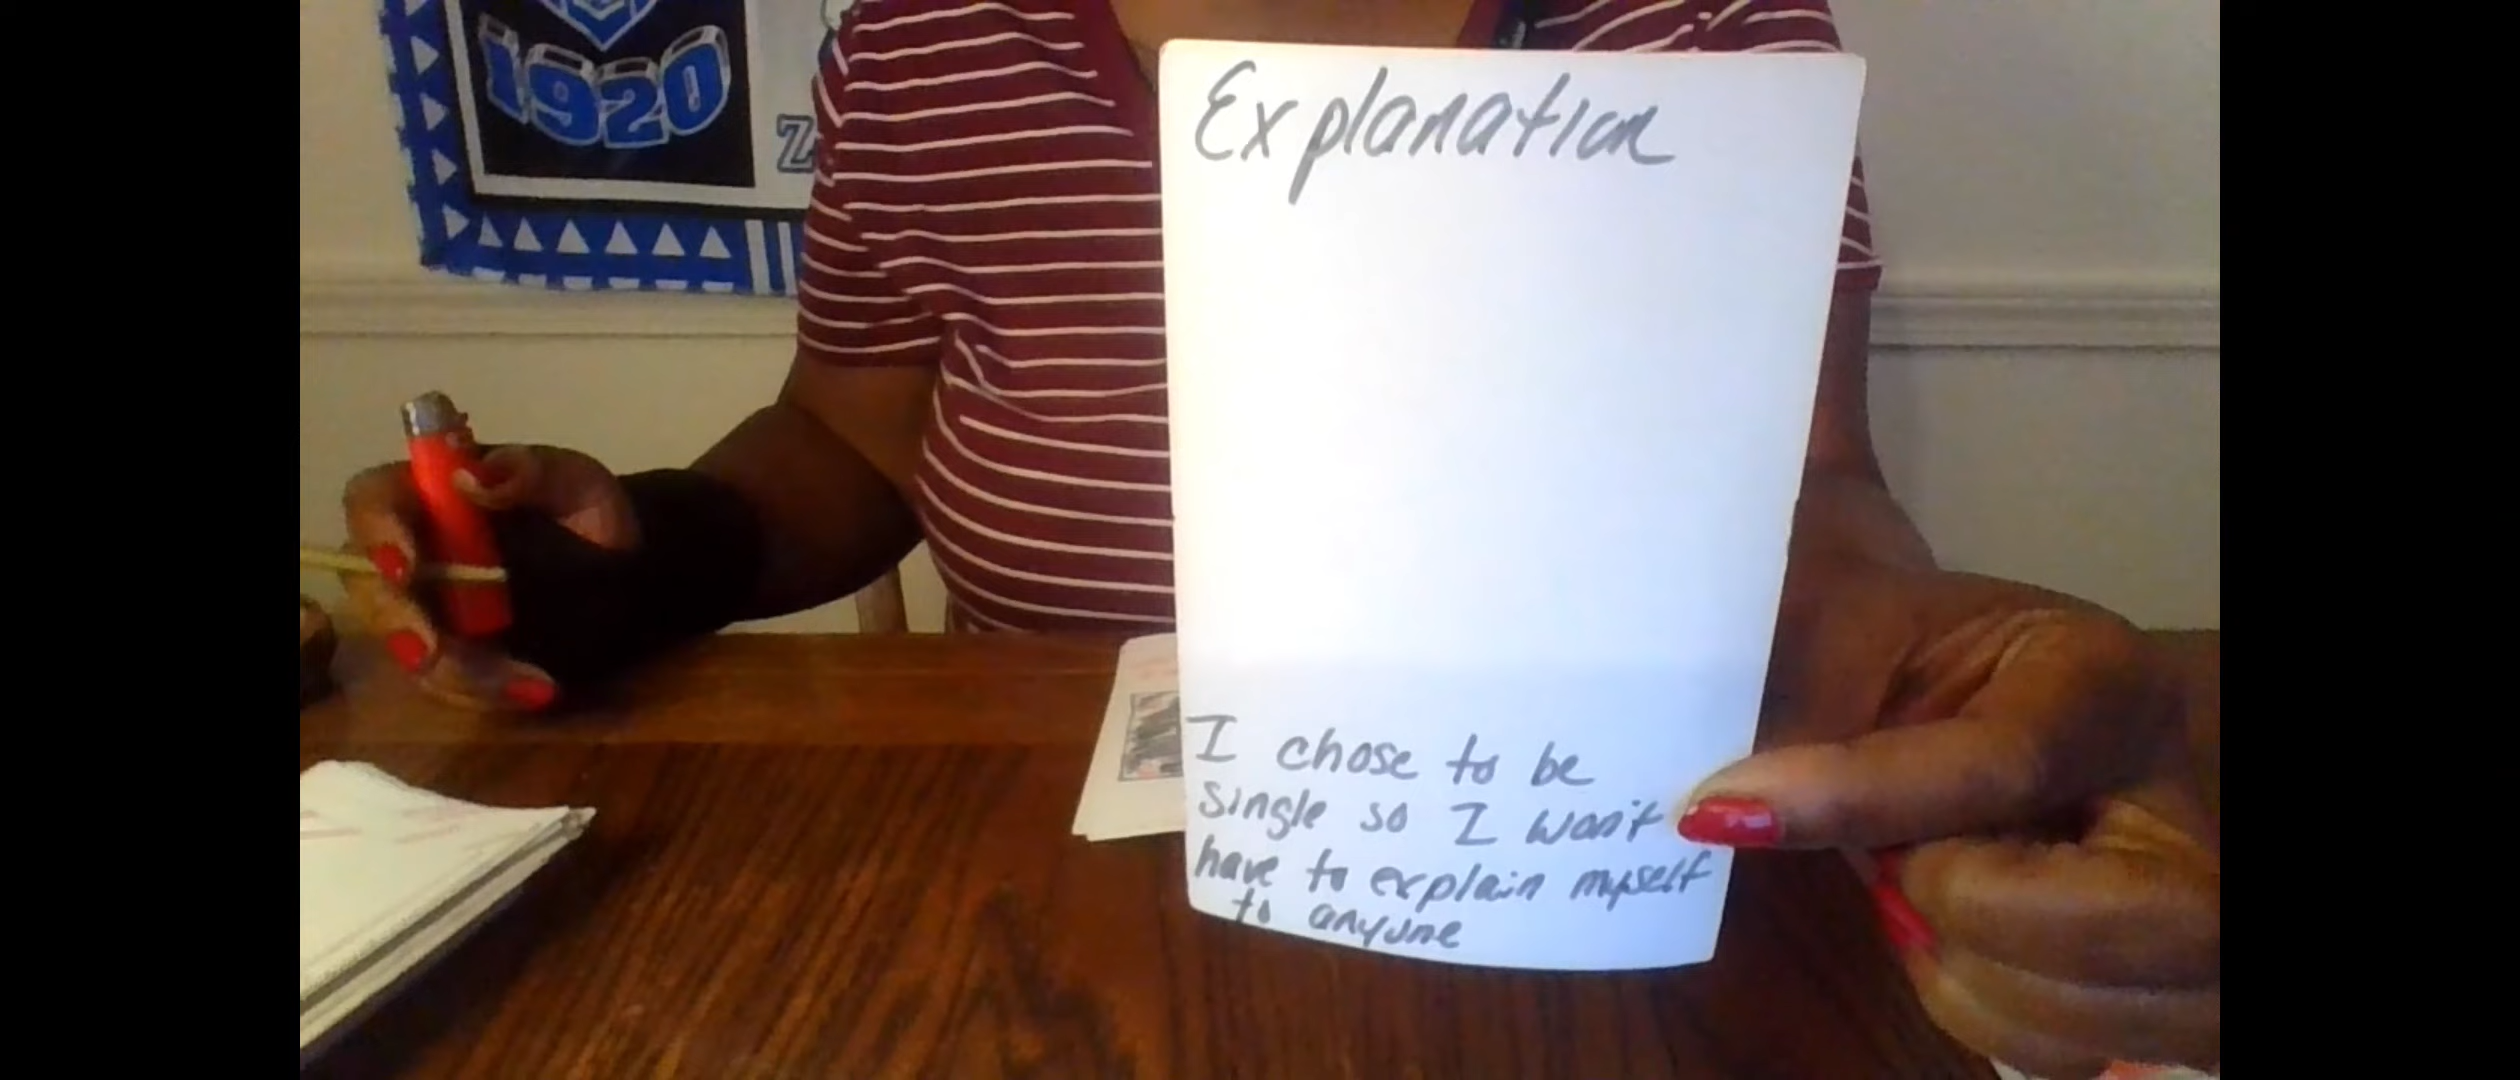 1920
Z
Explanation
I chose to be
single so I won't
have to explain myself
to anyone